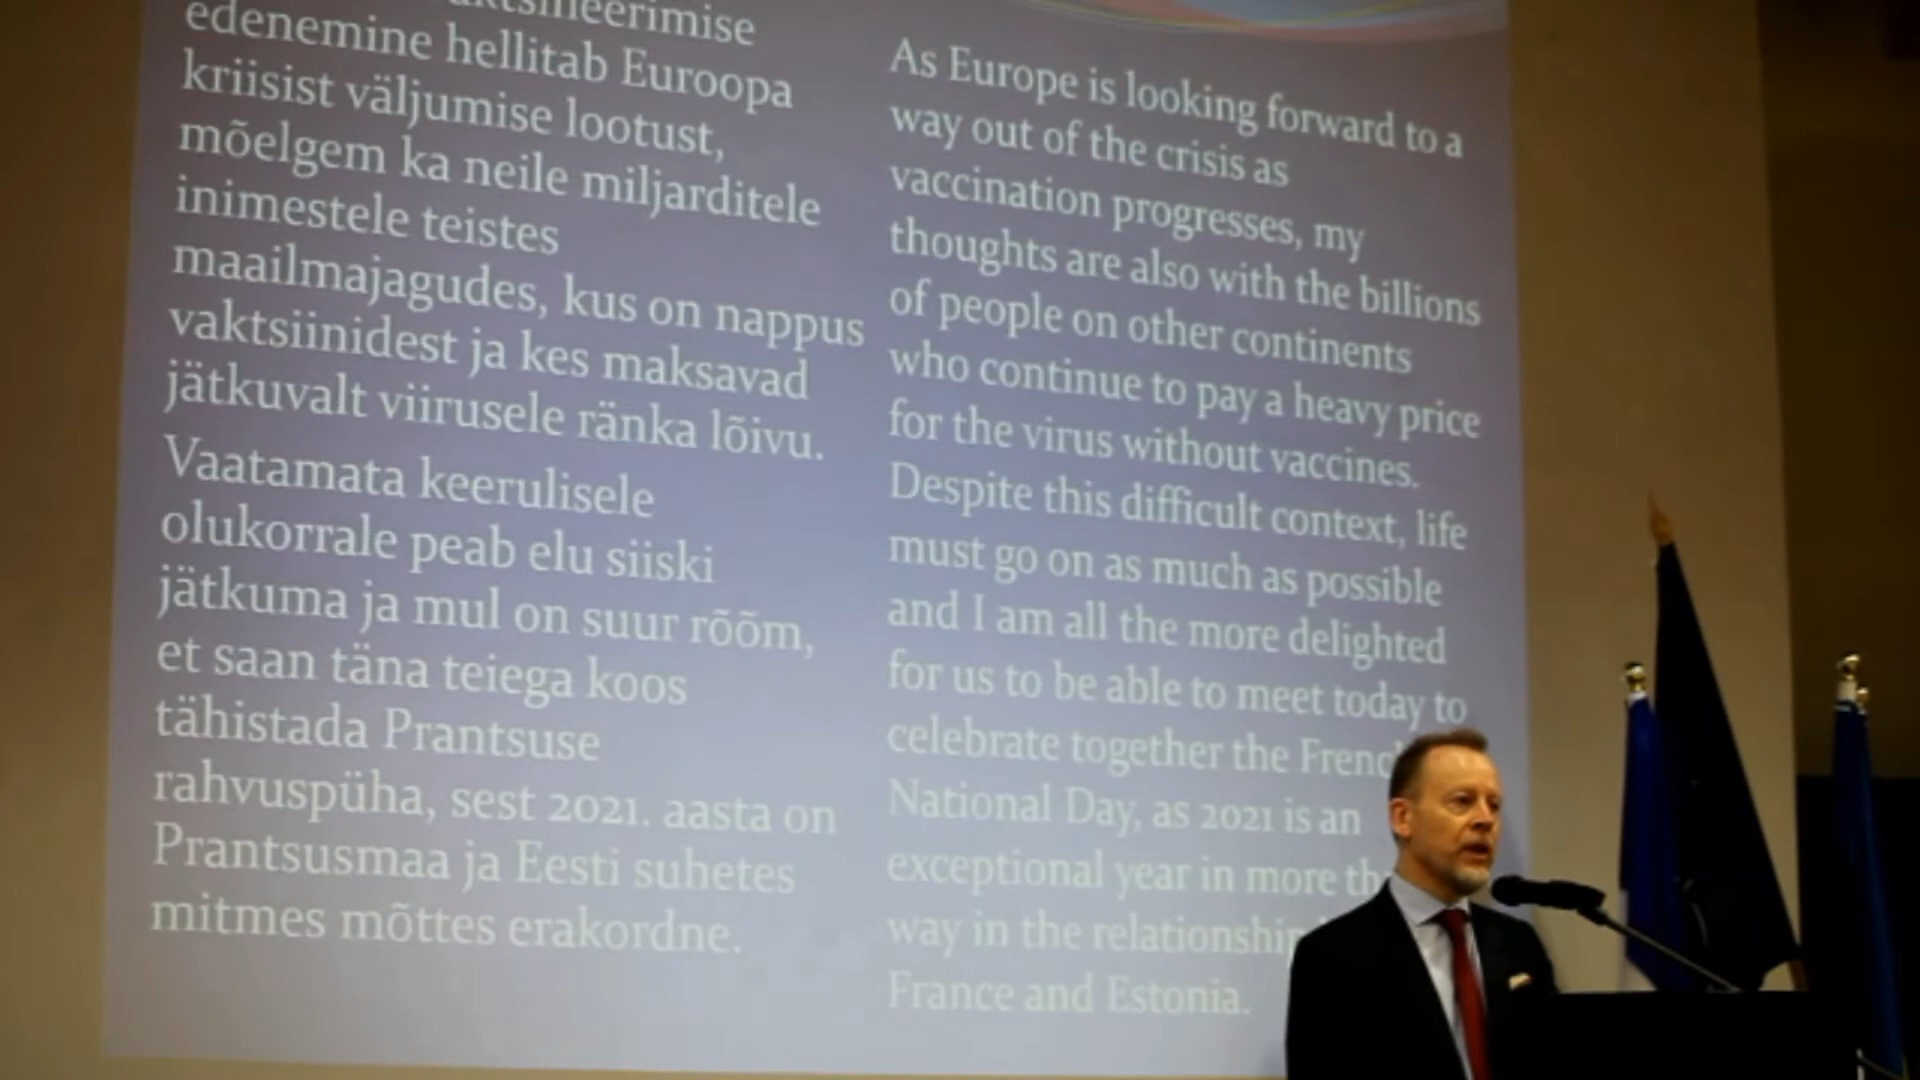 edenemine hellitab Euroopa
kriisist väljumise lootust,
mõelgem ka neile miljarditele
inimestele teistes
maailmajagudes, kus on nappus
vaktsiinidest ja kes maksavad
jätkuvalt viirusele ränka lõivu.
Vaatamata keerulisele
olukorrale peab elu siiski
jätkuma ja mul on suur rõõm,
et saan täna teiega koos
tähistada Prantsuse
rahvuspüha, sest 2021. aasta on
Prantsusmaa ja Eesti suhetes
mitmes mõttes erakordne.
As Europe is looking forward to a
way out of the crisis as
vaccination progresses, my
thoughts are also with the billions
of people on other continents
who continue to pay a heavy price
for the virus without vaccines.
Despite this difficult context, life
must go on as much as possible
and I am all the more delighted
for us to be able to meet today to
celebrate together the Frenc
National Day, as 2021 is an
exceptional year in more th
way in the relationship
France and Estonia.